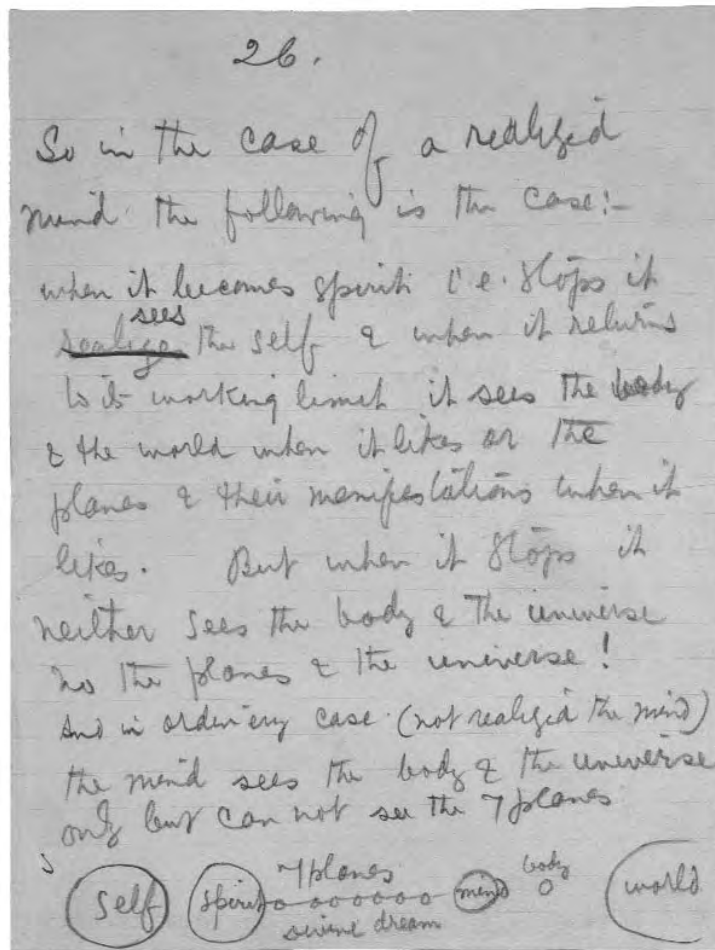 26.
So in the case of a realized
mind the following is the case:-
when it becomes spirit i.e. stops it
sees
realizes the self & when it returns
to its working limit it sees the body
& the world when it likes or the
planes & their manifestations when it
likes. But when it stops it
neither sees the body & the universe
no the planes & the universe!
And in ordinery case (not realized the mind)
the mind sees the body & the universe
only but can not see the 7 planes
self spirit 7 planes mind body world
divine dream